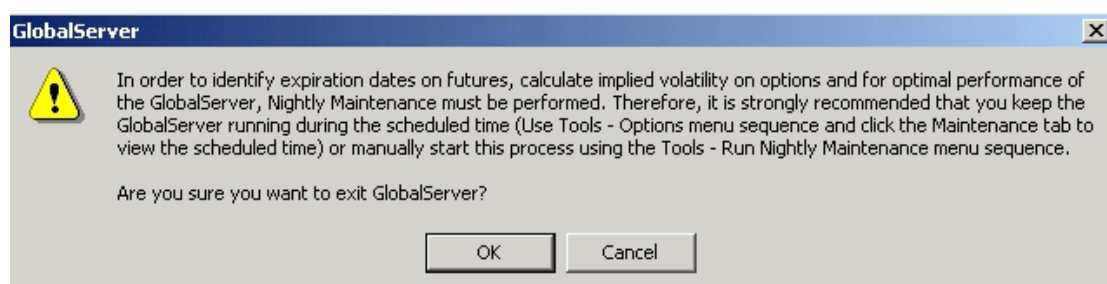 GlobalServer
In order to identify expiration dates on futures, calculate implied volatility on options and for optimal performance of
the GlobalServer, Nightly Maintenance must be performed. Therefore, it is strongly recommended that you keep the
GlobalServer running during the scheduled time (Use Tools - Options menu sequence and click the Maintenance tab to
view the scheduled time) or manually start this process using the Tools - Run Nightly Maintenance menu sequence.
Are you sure you want to exit GlobalServer?
OK Cancel